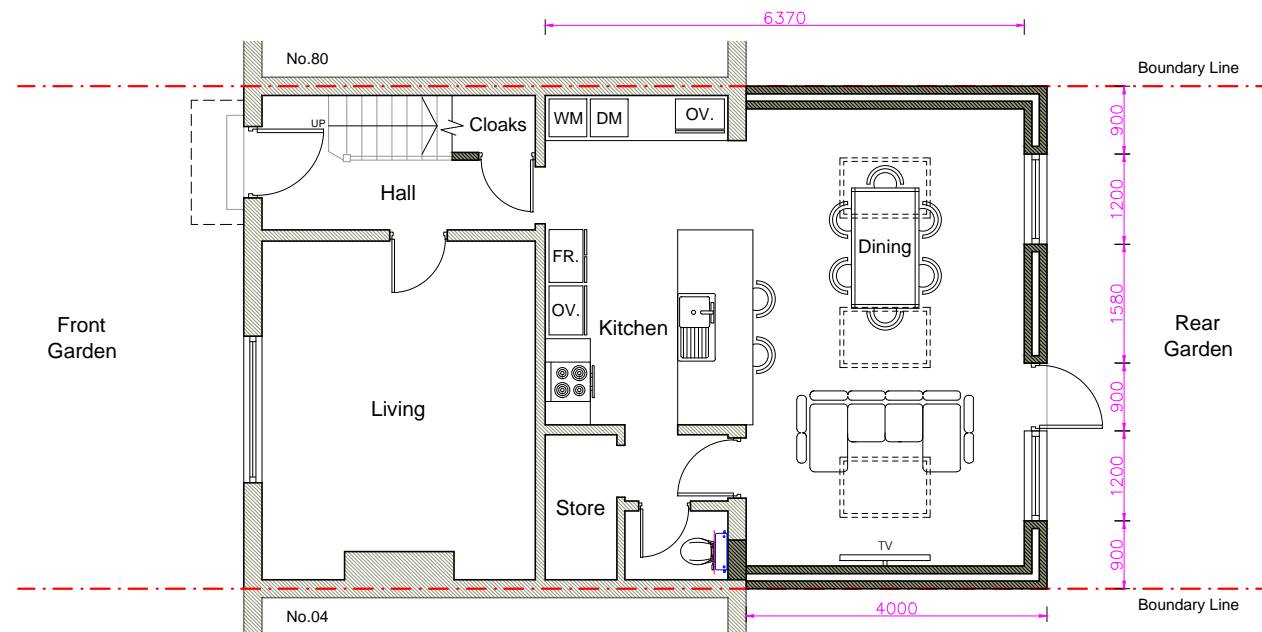 6370
No.80
Boundary Line
UP
Cloaks
WM
DM
OV.
900
Hall
1200
Dining
FR.
OV.
1580
Front
Garden
Kitchen
Rear
Garden
Living
900
1200
Store
TV
900
No.04
4000
Boundary Line